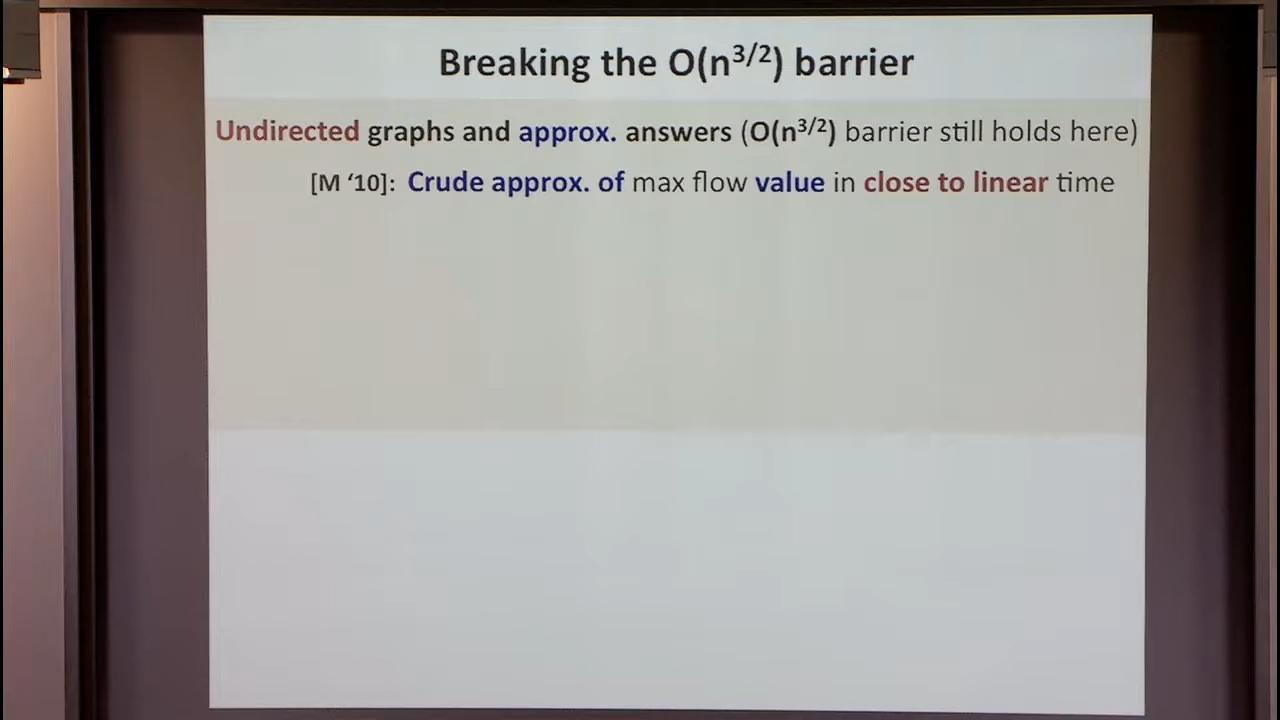 Breaking the O(n³/²) barrier
Undirected graphs and approx. answers (O(n³/²) barrier still holds here)
[M ‘10]: Crude approx. of max flow value in close to linear time